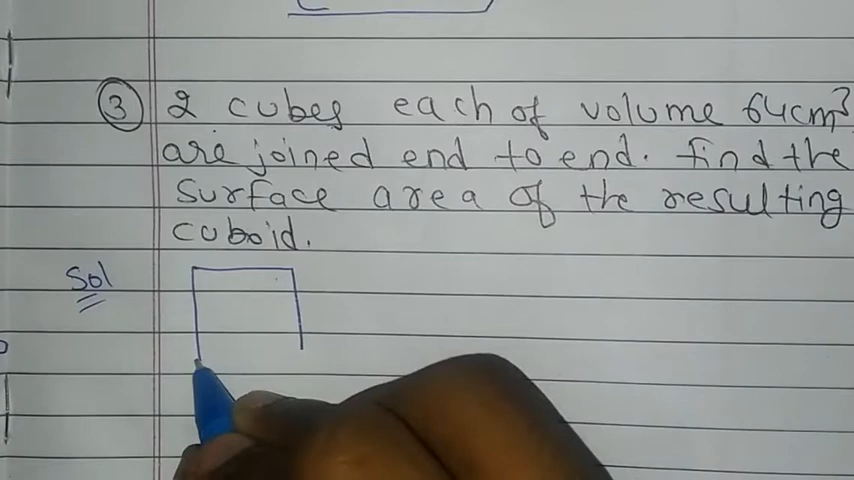 3 2 cubes each of volume 64cm³
are joined end to end. find the
surface area of the resulting
cuboid.
Sol